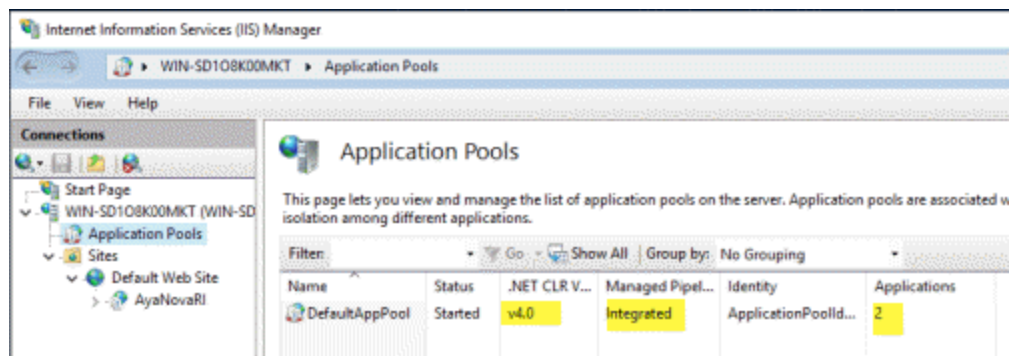 Internet Information Services (IIS) Manager
WIN-SD1O8K00MKT Application Pools
File View Help
Connections
Start Page
WIN-SD1O8K00MKT (WIN-SD
Application Pools
Sites
Default Web Site
AyaNovaRI
Application Pools
This page lets you view and manage the list of application pools on the server. Application pools are associated w
isolation among different applications.
Filter: Go Show All Group by: No Grouping
Name Status .NET CLR V... Managed Pipel... Identity Applications
DefaultAppPool Started v4.0 Integrated ApplicationPoolId... 2